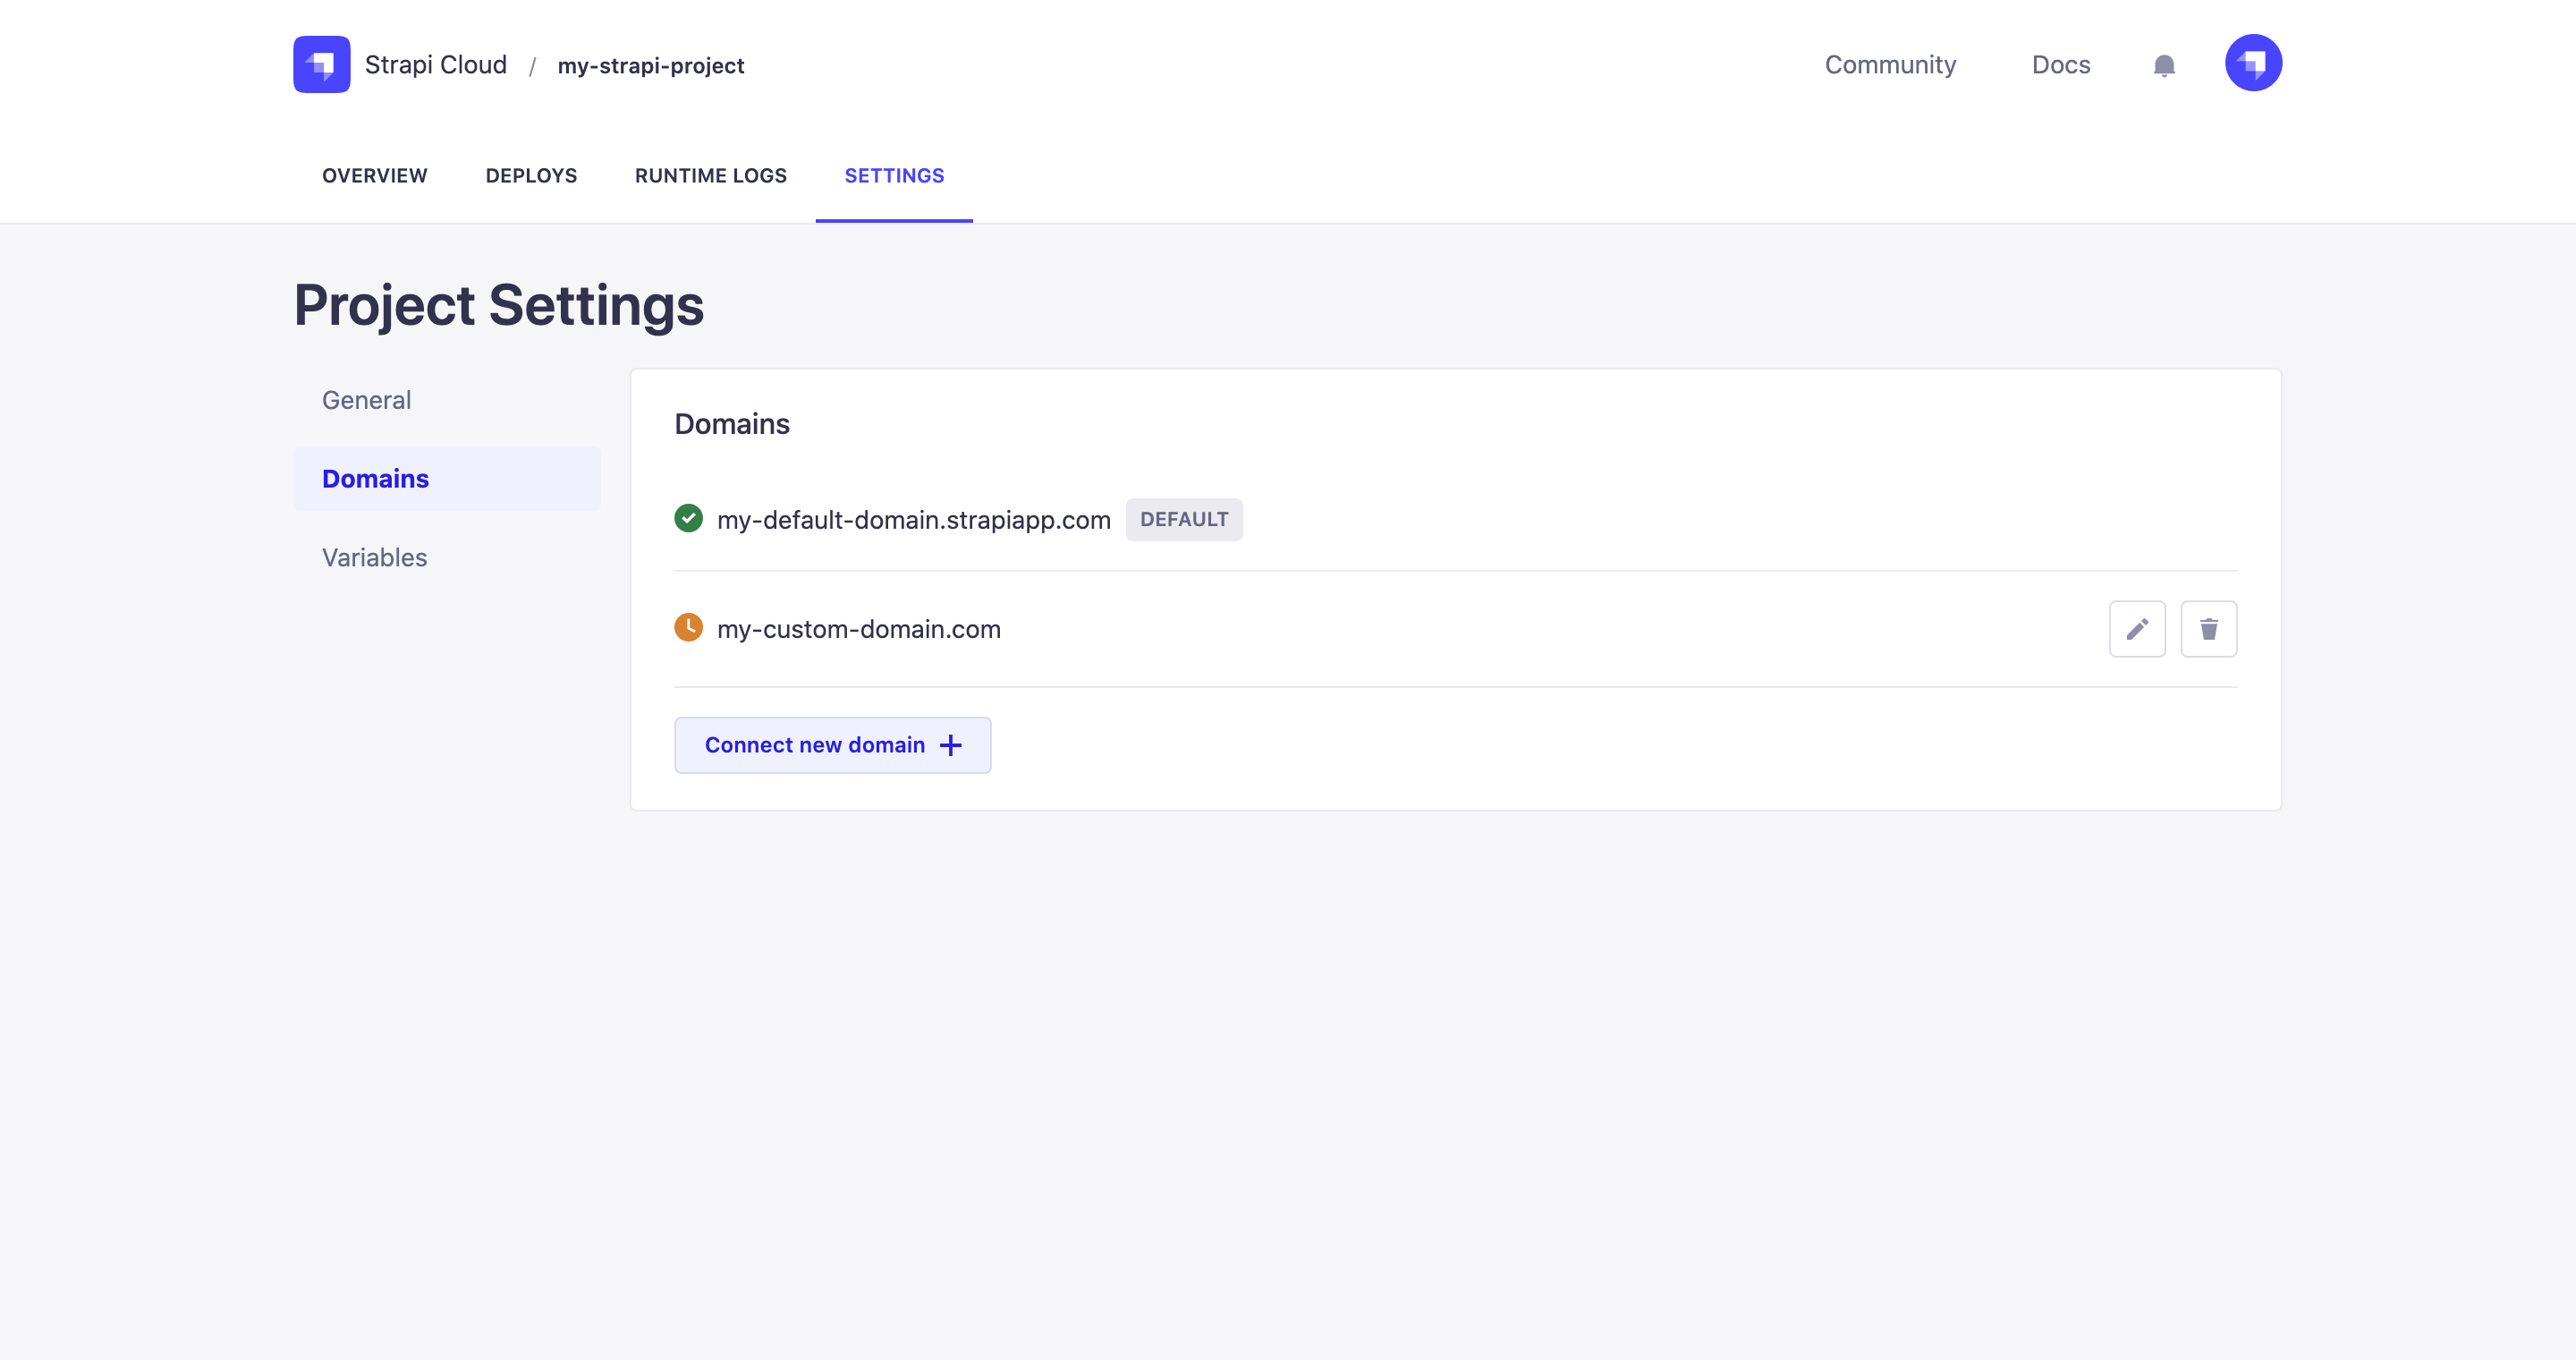 Strapi Cloud / my-strapi-project
Community Docs
OVERVIEW DEPLOYS RUNTIME LOGS SETTINGS
Project Settings
General
Domains
Variables
Domains
my-default-domain.strapiapp.com DEFAULT
my-custom-domain.com
Connect new domain +